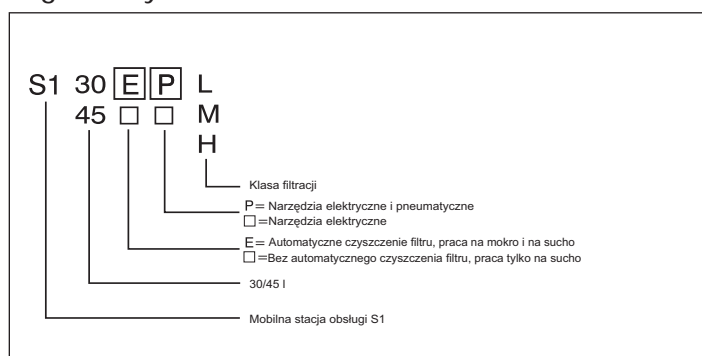 S1 30 E P L
45 □ □ M
H
Klasa filtracji
P= Narzędzia elektryczne i pneumatyczne
□=Narzędzia elektryczne
E= Automatyczne czyszczenie filtru, praca na mokro i na sucho
□=Bez automatycznego czyszczenia filtru, praca tylko na sucho
30/45 l
Mobilna stacja obsługi S1